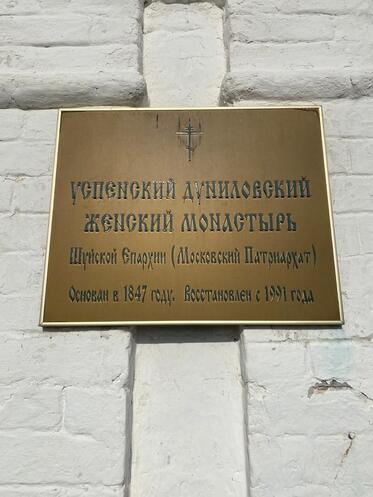 Успенский Дуниловский
женский монастырь
Шуйской Епархии (Московский Патриархат)
Основан в 1847 году. Восстановлен с 1991 года